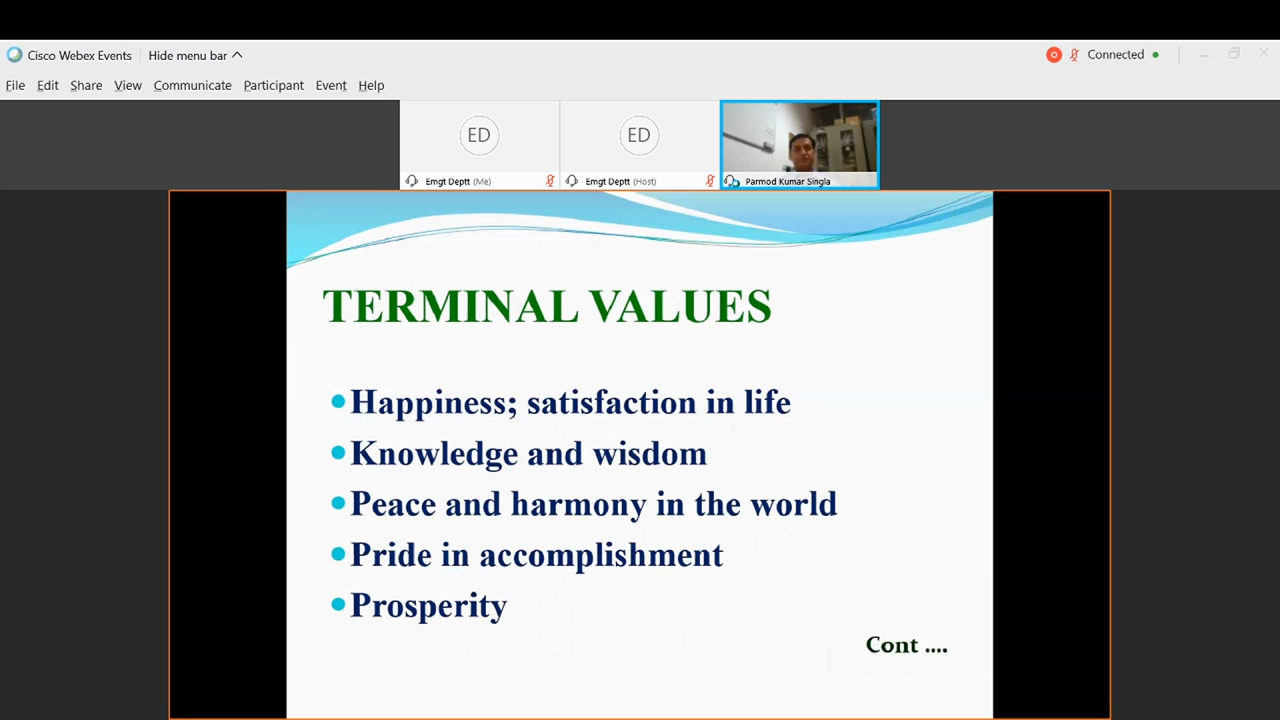 Cisco Webex Events Hide menu bar Connected
File Edit Share View Communicate Participant Event Help
ED ED
Emgt Deptt (Me) Emgt Deptt (Host) Parmod Kumar Singla
TERMINAL VALUES
Happiness; satisfaction in life
Knowledge and wisdom
Peace and harmony in the world
Pride in accomplishment
Prosperity
Cont ....